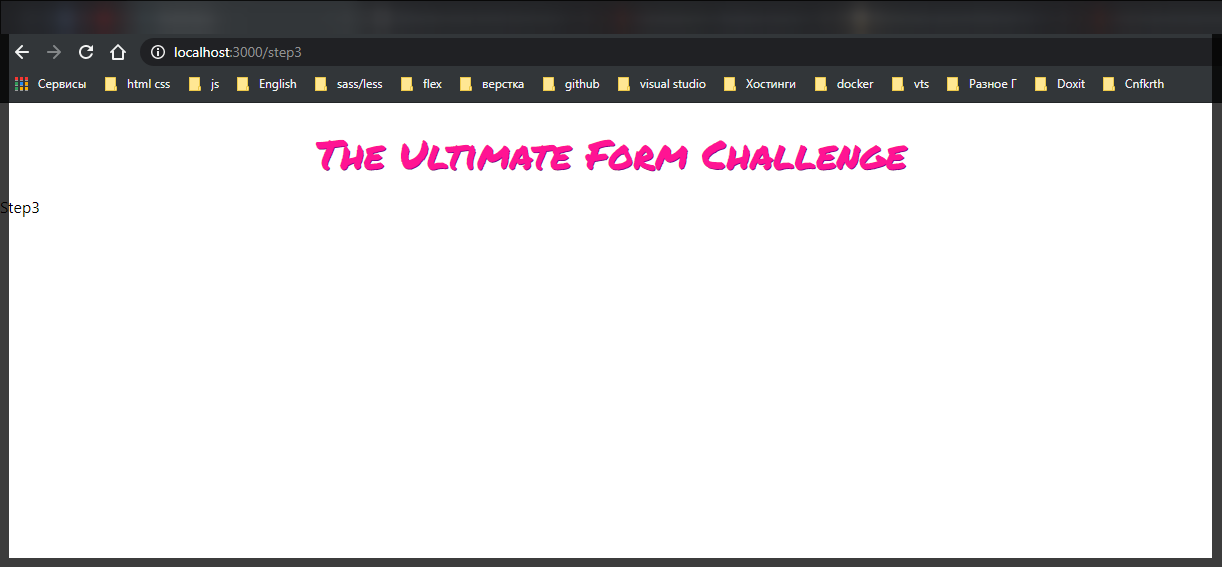 localhost:3000/step3
Сервисы html css js English sass/less flex верстка github visual studio Хостинги docker vts Разное Г Doxit Cnfkrth
The Ultimate Form Challenge
Step3